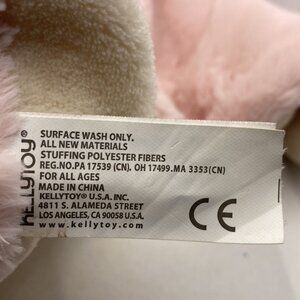 KELLYTOY®
SURFACE WASH ONLY.
ALL NEW MATERIALS
STUFFING POLYESTER FIBERS
REG.NO.PA 17539 (CN). OH 17499.MA 3353(CN)
FOR ALL AGES
MADE IN CHINA
KELLYTOY® U.S.A. INC.
4811 S. ALAMEDA STREET
LOS ANGELES, CA 90058 U.S.A.
www.kellytoy.com
CE